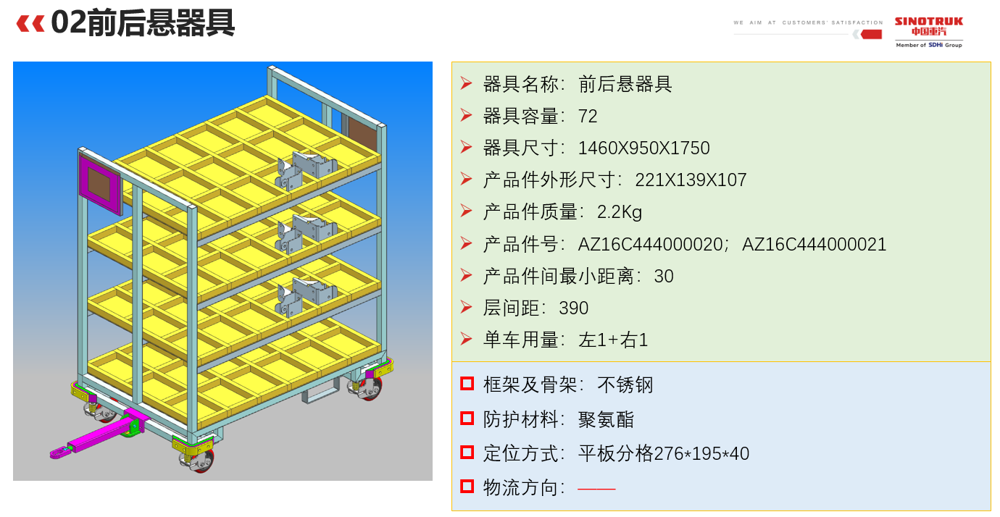 02前后悬器具
WE AIM AT CUSTOMERS' SATISFACTION
SINOTRUK
中国重汽
Member of SDHi Group
器具名称：前后悬器具
器具容量：72
器具尺寸：1460X950X1750
产品件外形尺寸：221X139X107
产品件质量：2.2Kg
产品件号：AZ16C444000020；AZ16C444000021
产品件间最小距离：30
层间距：390
单车用量：左1+右1
框架及骨架：不锈钢
防护材料：聚氨酯
定位方式：平板分格276*195*40
物流方向：——